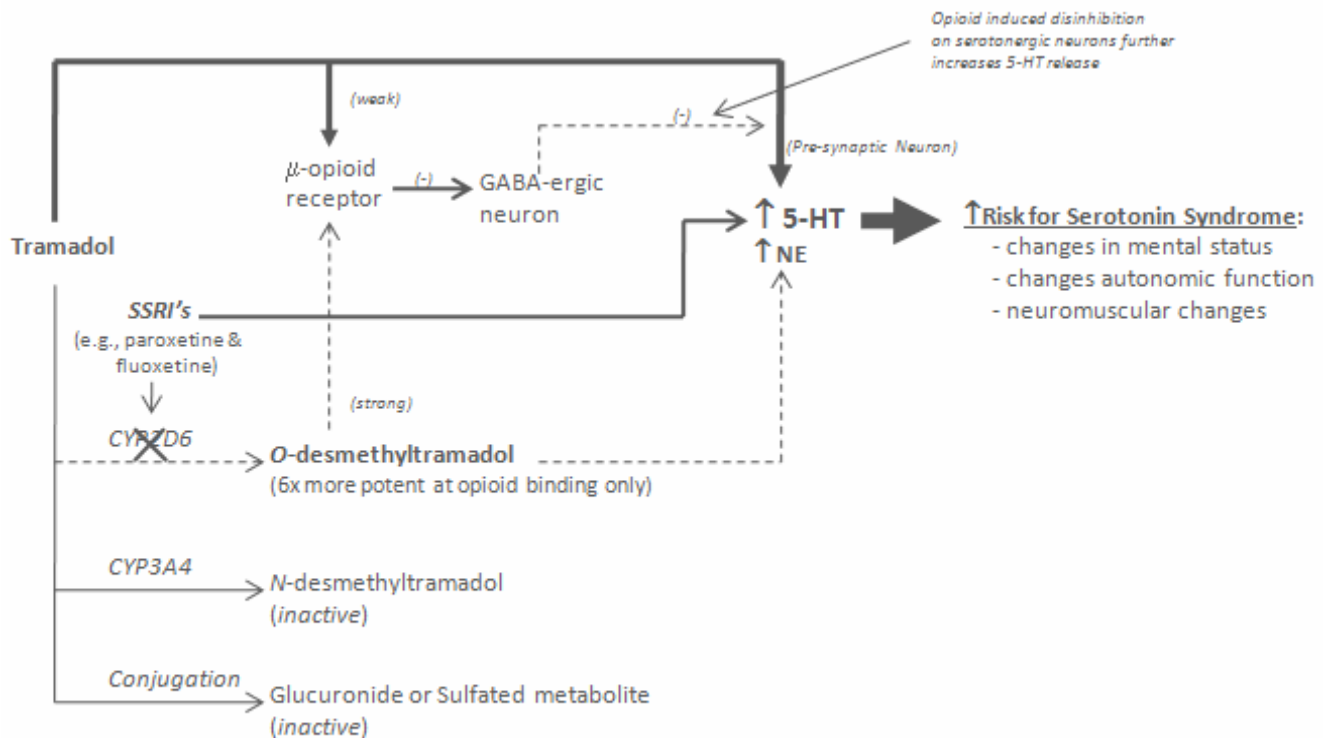 Opioid induced disinhibition
on serotonergic neurons further
increases 5-HT release
(weak)
(-)
(Pre-synaptic Neuron)
μ-opioid
receptor
(-)
GABA-ergic
neuron
↑ 5-HT
↑ NE
↑Risk for Serotonin Syndrome:
- changes in mental status
- changes autonomic function
- neuromuscular changes
Tramadol
SSRI's
(e.g., paroxetine &
fluoxetine)
(strong)
CYP2D6
O-desmethyltramadol
(6x more potent at opioid binding only)
CYP3A4
N-desmethyltramadol
(inactive)
Conjugation
Glucuronide or Sulfated metabolite
(inactive)